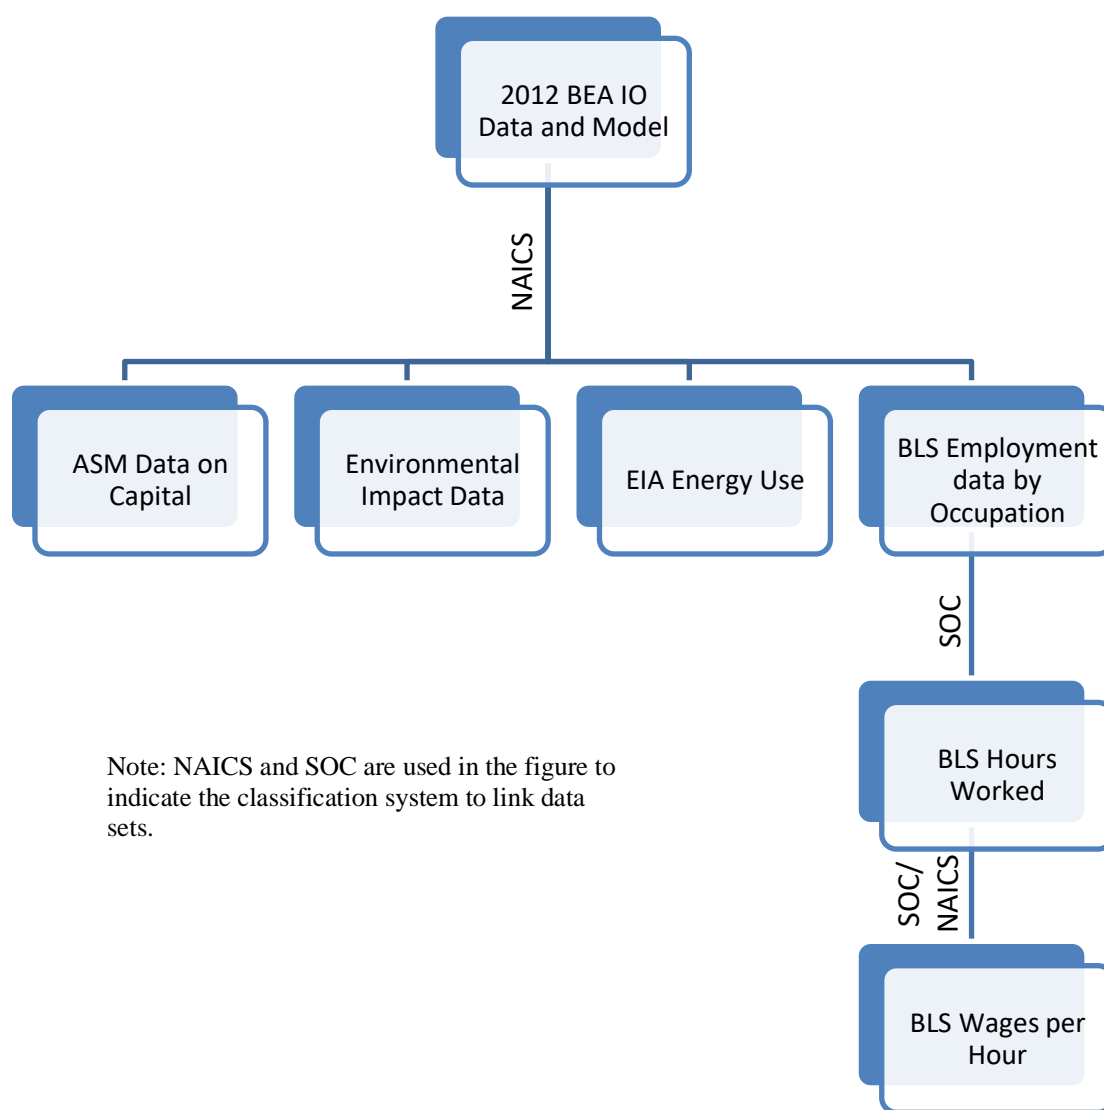 2012 BEA IO
Data and Model
NAICS
ASM Data on
Capital
Environmental
Impact Data
EIA Energy Use
BLS Employment
data by
Occupation
SOC
BLS Hours
Worked
Note: NAICS and SOC are used in the figure to
indicate the classification system to link data
sets.
SOC/
NAICS
BLS Wages per
Hour